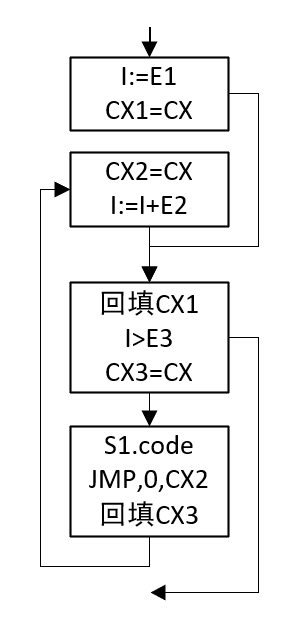 I:=E1
CX1=CX
CX2=CX
I:=I+E2
回填CX1
I>E3
CX3=CX
S1.code
JMP,0,CX2
回填CX3